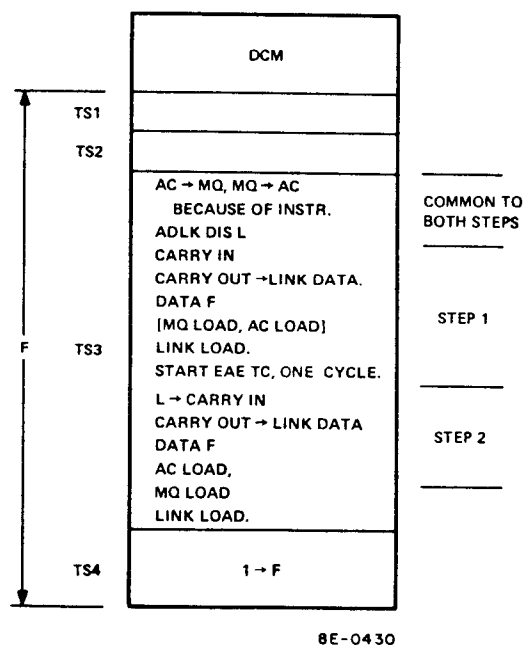 DCM
TS1
TS2
AC → MQ, MQ → AC
BECAUSE OF INSTR.
ADLK DIS L
COMMON TO
BOTH STEPS
CARRY IN
CARRY OUT →LINK DATA.
DATA F
[MQ LOAD, AC LOAD]
LINK LOAD.
START EAE TC, ONE CYCLE.
STEP 1
F
TS3
L → CARRY IN
CARRY OUT → LINK DATA
DATA F
AC LOAD,
MQ LOAD
LINK LOAD.
STEP 2
TS4
1 → F
8E-0430